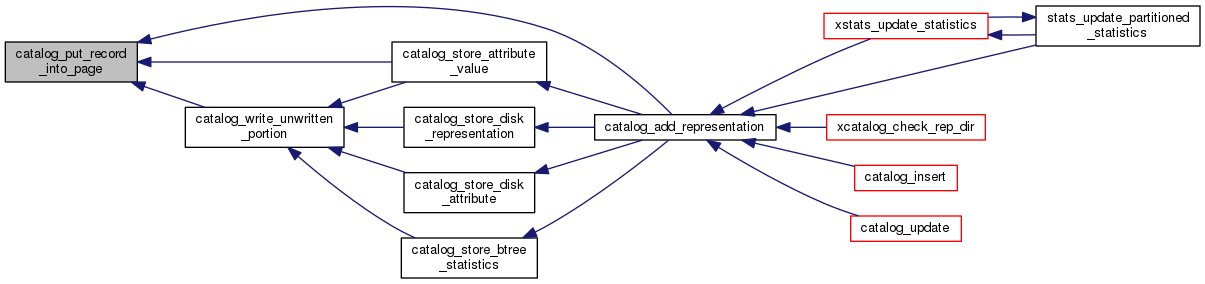 catalog_put_record
_into_page
catalog_write_unwritten
_portion
catalog_store_attribute
_value
catalog_store_disk
_representation
catalog_store_disk
_attribute
catalog_store_btree
_statistics
catalog_add_representation
xstats_update_statistics
stats_update_partitioned
_statistics
xcatalog_check_rep_dir
catalog_insert
catalog_update